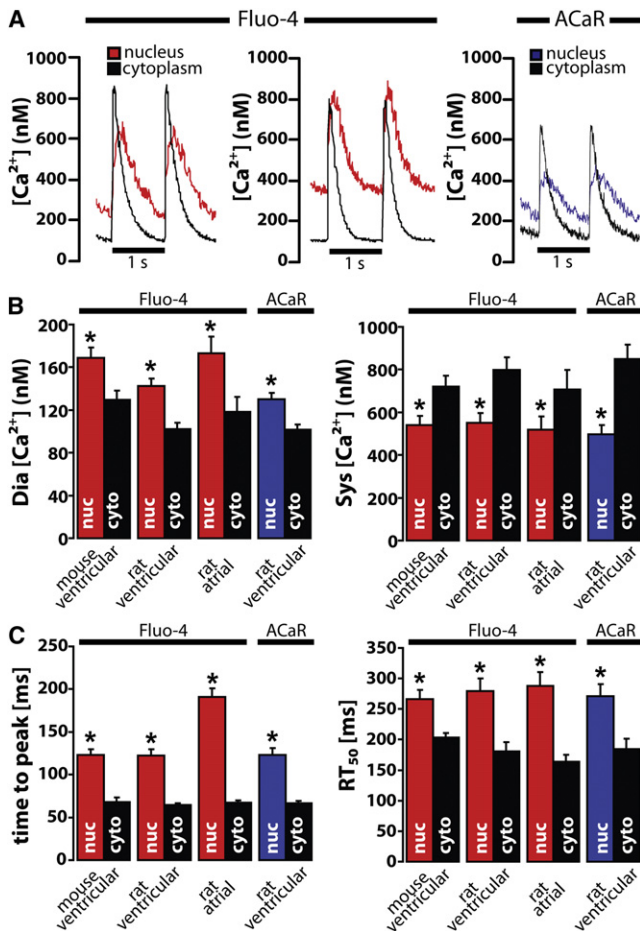 A
Fluo-4
ACaR
nucleus
cytoplasm
nucleus
cytoplasm
[Ca²⁺] (nM)
1000
800
600
400
200
0
1 s
[Ca²⁺] (nM)
1000
800
600
400
200
0
1 s
[Ca²⁺] (nM)
1000
800
600
400
200
0
1 s
B
Fluo-4
ACaR
Dia [Ca²⁺] (nM)
200
160
120
80
40
0
* * * *
nuc cyto nuc cyto nuc cyto nuc cyto
mouse ventricular
rat ventricular
rat atrial
rat ventricular
Fluo-4
ACaR
Sys [Ca²⁺] (nM)
1000
800
600
400
200
0
* * * *
nuc cyto nuc cyto nuc cyto nuc cyto
mouse ventricular
rat ventricular
rat atrial
rat ventricular
C
Fluo-4
ACaR
time to peak [ms]
250
200
150
100
50
0
* * * *
nuc cyto nuc cyto nuc cyto nuc cyto
mouse ventricular
rat ventricular
rat atrial
rat ventricular
Fluo-4
ACaR
RT₅₀ [ms]
350
300
250
200
150
100
50
0
* * * *
nuc cyto nuc cyto nuc cyto nuc cyto
mouse ventricular
rat ventricular
rat atrial
rat ventricular